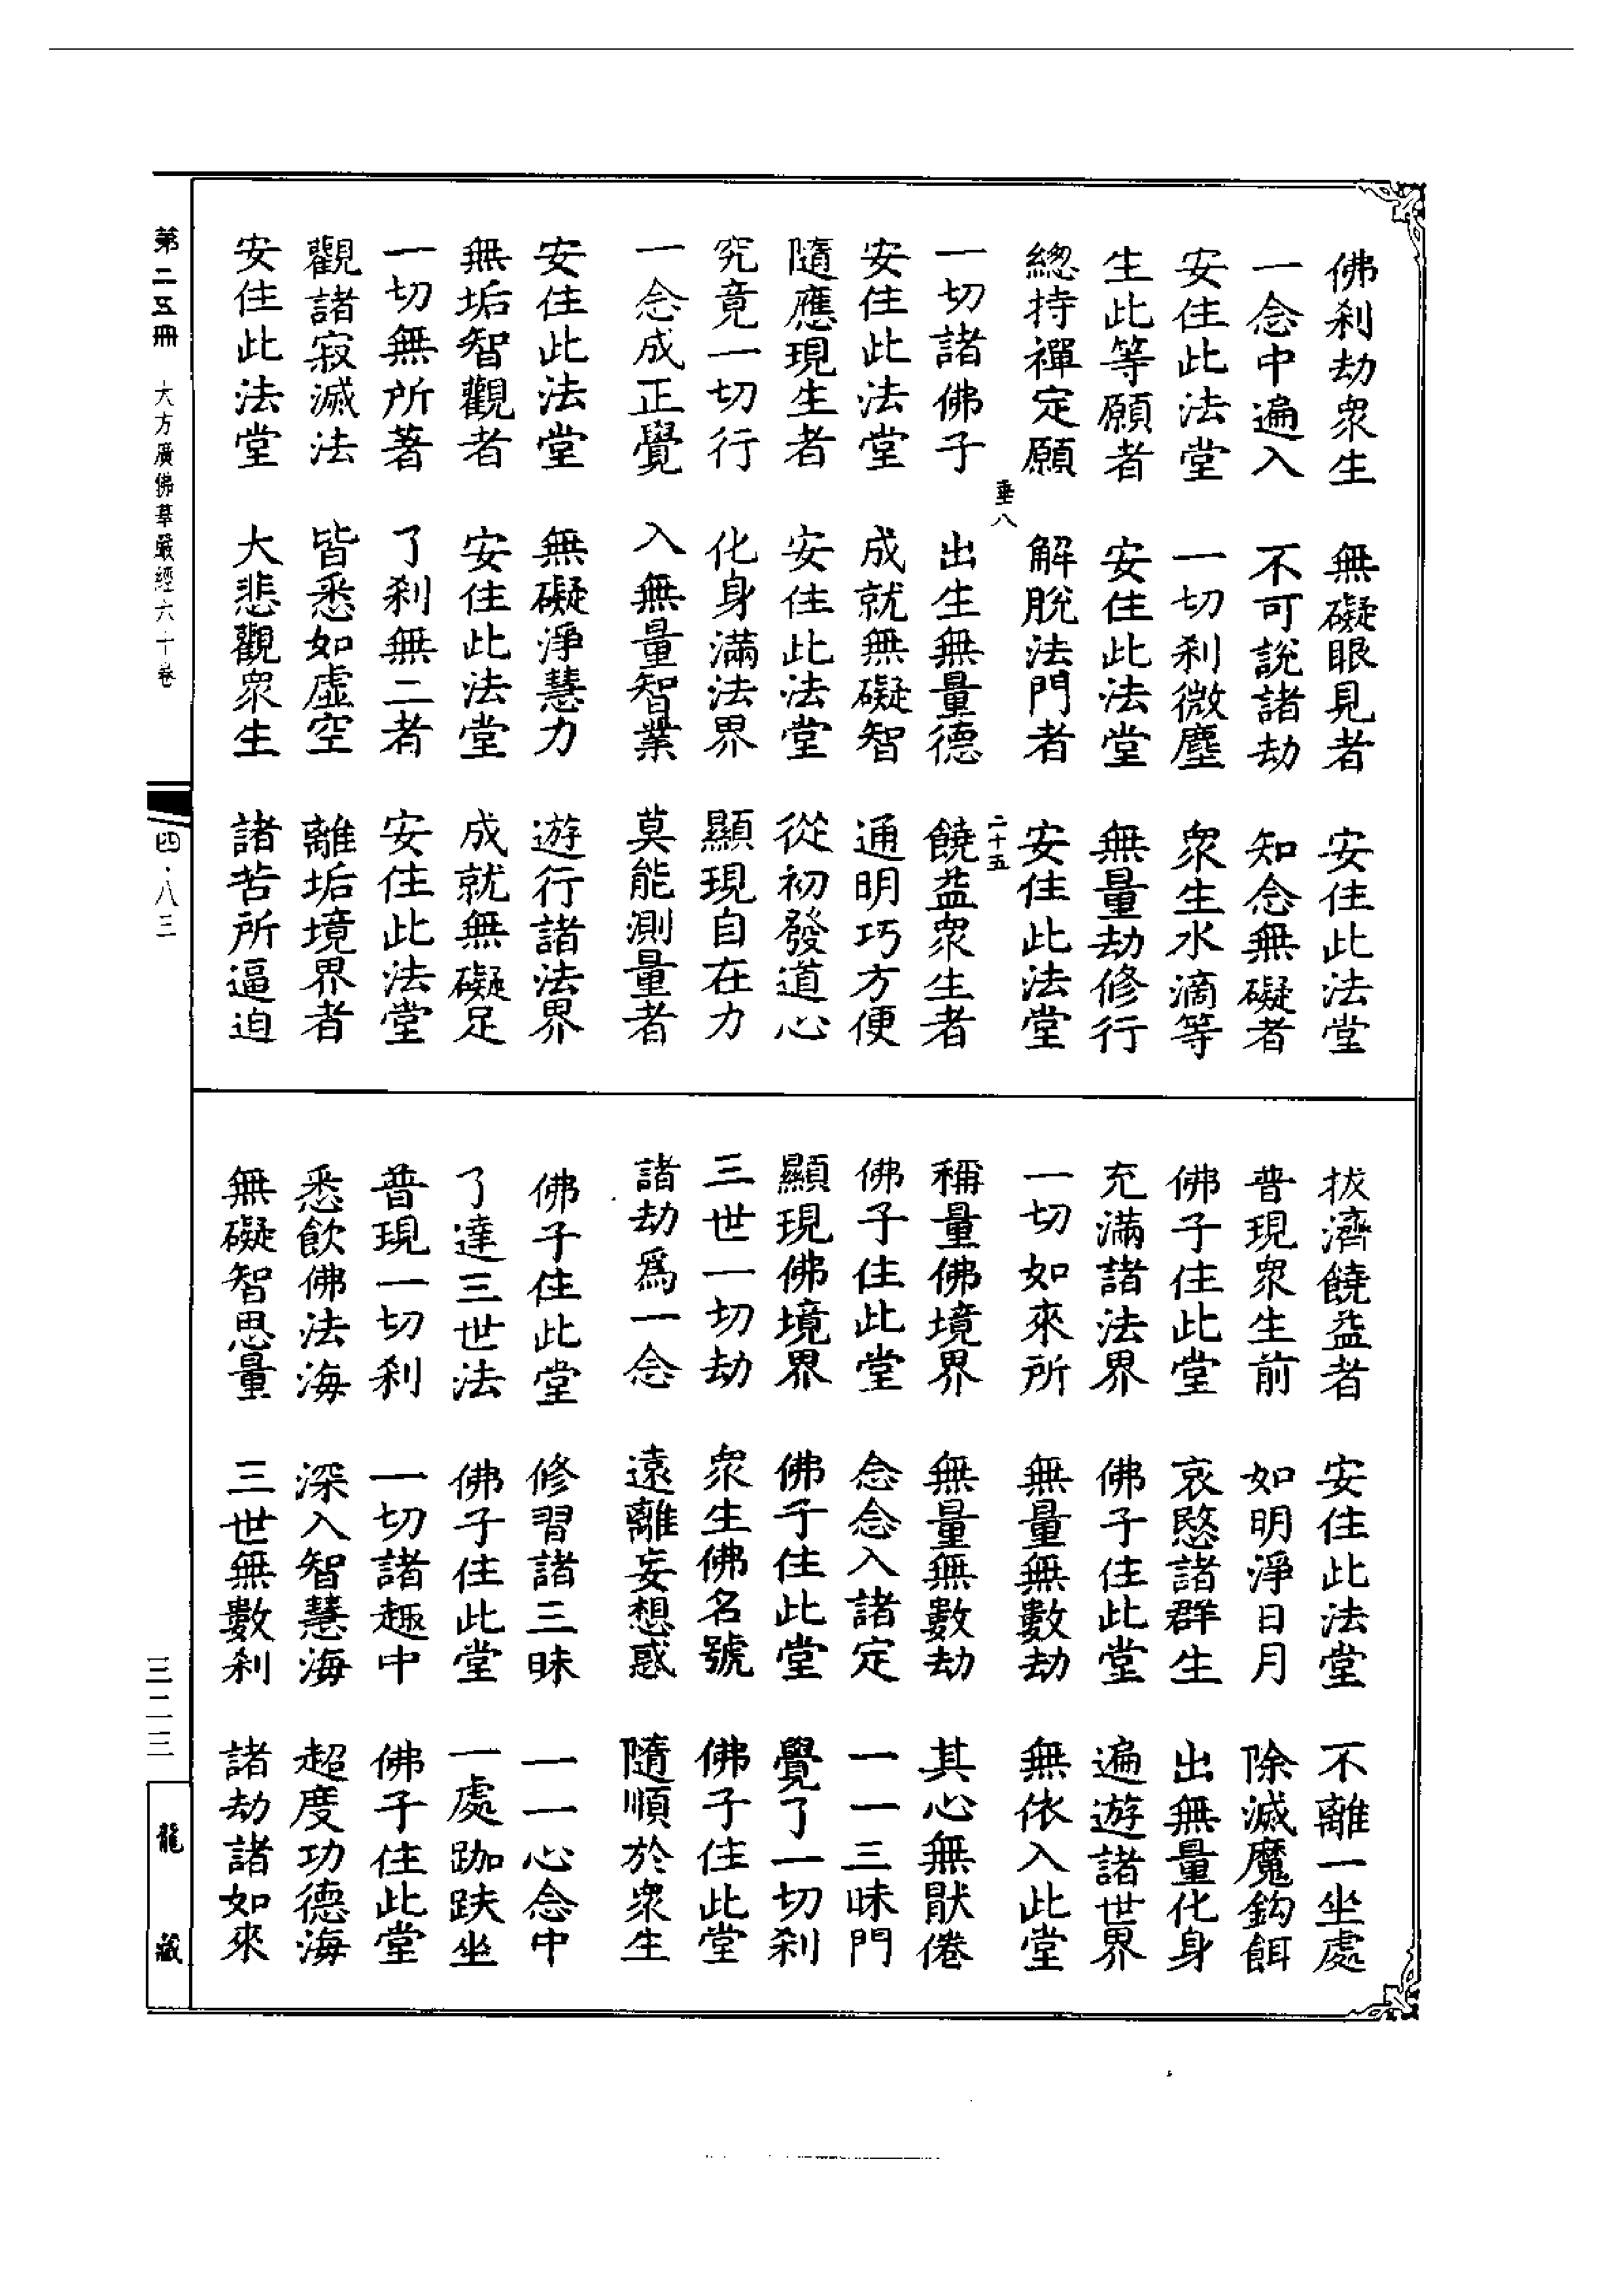 佛刹劫衆生　無礙眼見者　安住此法堂
一念中遍入　不可説諸劫　知念無礙者
安住此法堂　一切刹微塵　衆生水滴等
生此等願者　安住此法堂　無量劫修行
總持禪定願　解脫法門者　安住此法堂
垂八　二十五
一切諸佛子　出生無量德　饒益衆生者
安住此法堂　成就無礙智　通明巧方便
隨應現生者　安住此法堂　從初發道心
究竟一切行　化身滿法界　顯現自在力
一念成正覺　入無量智業　莫能測量者
安住此法堂　無礙淨慧力　遊行諸法界
無垢智觀者　安住此法堂　成就無礙足
一切無所著　了刹無二者　安住此法堂
觀諸寂滅法　皆悉如虛空　離垢境界者
安住此法堂　大悲觀衆生　諸苦所逼迫
拔濟饒益者　安住此法堂　不離一坐處
普現衆生前　如明淨日月　除滅魔鈎餌
佛子住此堂　哀愍諸群生　出無量化身
充滿諸法界　佛子住此堂　遍遊諸世界
一切如來所　無量無數劫　無依入此堂
稱量佛境界　無量無數劫　其心無猒倦
佛子住此堂　念念入諸定　一一三昧門
顯現佛境界　佛子住此堂　覺了一切刹
三世一切劫　衆生佛名號　佛子住此堂
諸劫爲一念　遠離妄想惑　隨順於衆生
佛子住此堂　修習諸三昧　一一心念中
了達三世法　佛子住此堂　一處跏趺坐
普現一切刹　一切諸趣中　佛子住此堂
悉飲佛法海　深入智慧海　超度功德海
無礙智思量　三世無數刹　諸劫諸如來
第二五冊　大方廣佛華嚴經六十卷　四·八三　三二三　龍藏